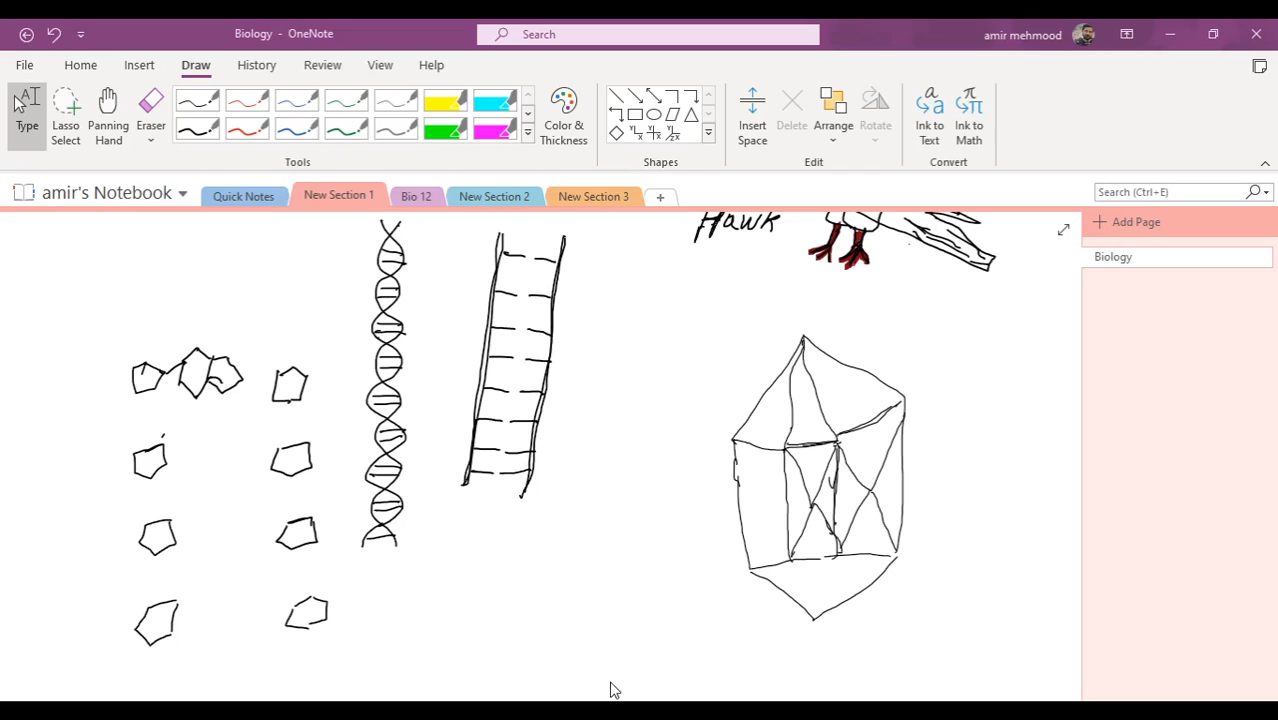 Biology - OneNote
Search
amir mehmood
File Home Insert Draw History Review View Help
Type
Lasso Select
Panning Hand
Eraser
Color & Thickness
Insert Space
Delete
Arrange
Rotate
Ink to Text
Ink to Math
Tools Shapes Edit Convert
amir's Notebook
Quick Notes
New Section 1
Bio 12
New Section 2
New Section 3
Search (Ctrl+E)
Add Page
Biology
Hawk